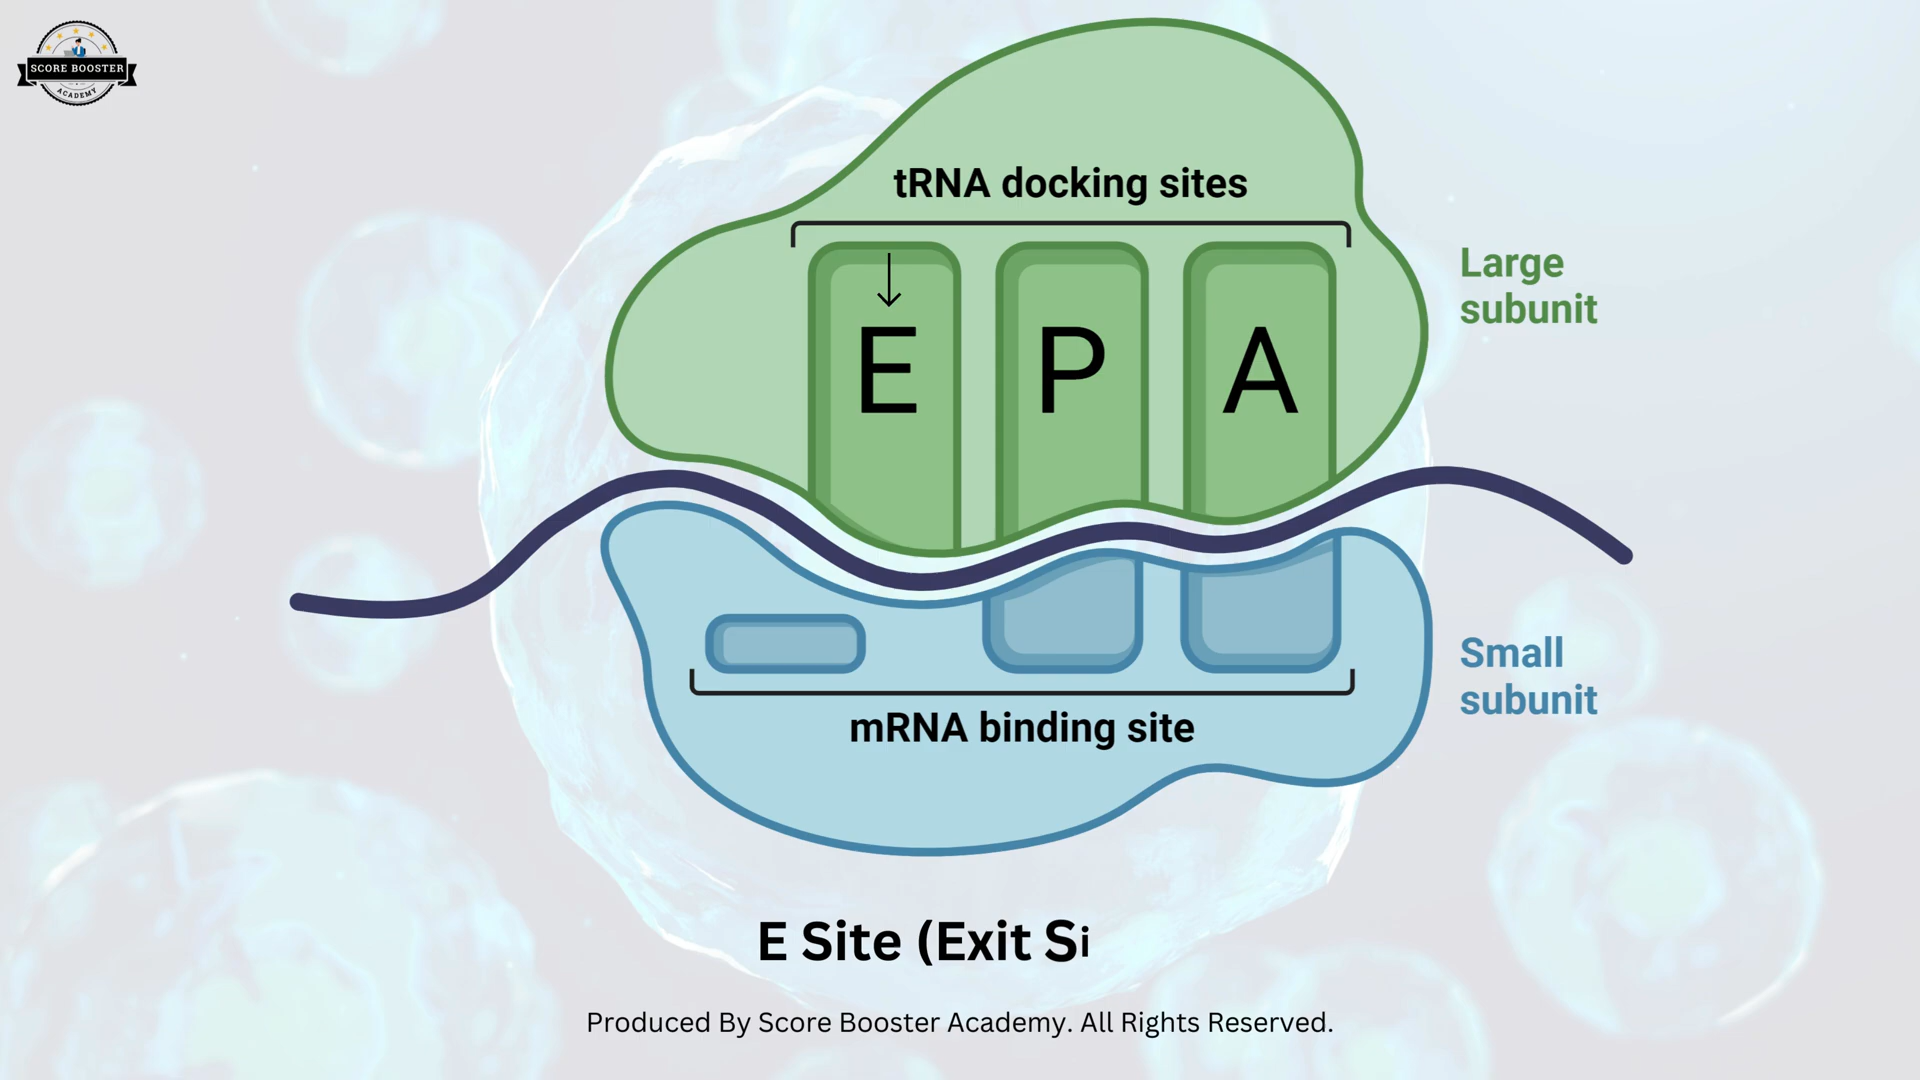 SCORE BOOSTER
ACADEMY
tRNA docking sites
E P A
Large
subunit
Small
subunit
mRNA binding site
E Site (Exit Si
Produced By Score Booster Academy. All Rights Reserved.